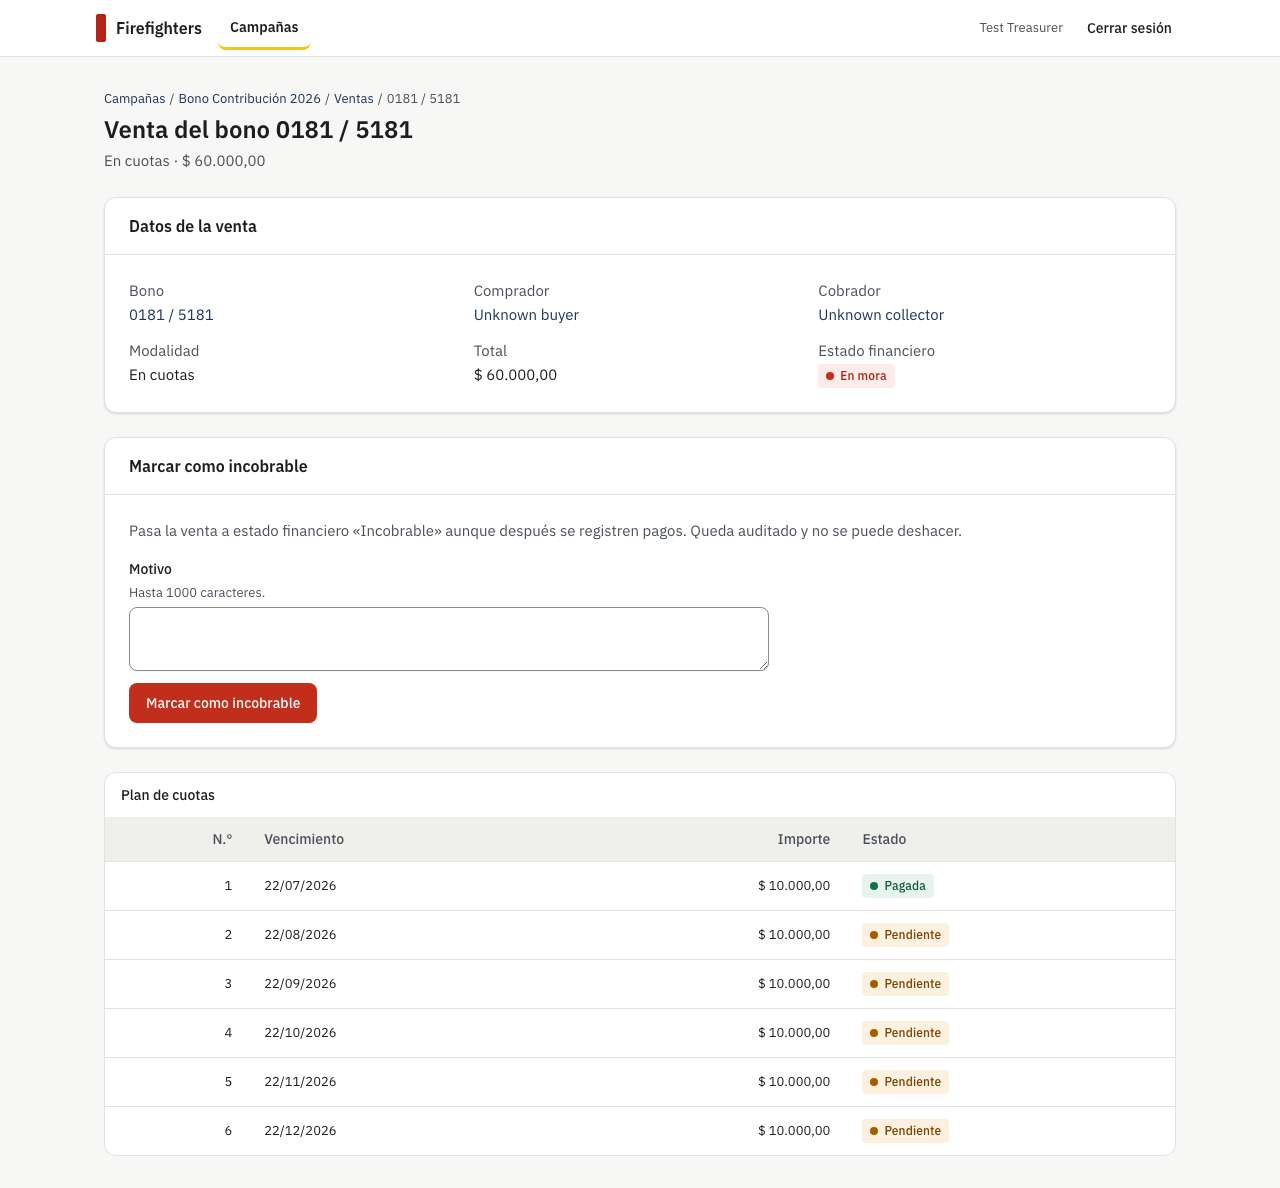 Firefighters Campañas Test Treasurer Cerrar sesión
Campañas / Bono Contribución 2026 / Ventas / 0181 / 5181
Venta del bono 0181 / 5181
En cuotas · $ 60.000,00
Datos de la venta
Bono Comprador Cobrador
0181 / 5181 Unknown buyer Unknown collector
Modalidad Total Estado financiero
En cuotas $ 60.000,00 En mora
Marcar como incobrable
Pasa la venta a estado financiero «Incobrable» aunque después se registren pagos. Queda auditado y no se puede deshacer.
Motivo
Hasta 1000 caracteres.
Marcar como incobrable
Plan de cuotas
N.º Vencimiento Importe Estado
1 22/07/2026 $ 10.000,00 Pagada
2 22/08/2026 $ 10.000,00 Pendiente
3 22/09/2026 $ 10.000,00 Pendiente
4 22/10/2026 $ 10.000,00 Pendiente
5 22/11/2026 $ 10.000,00 Pendiente
6 22/12/2026 $ 10.000,00 Pendiente